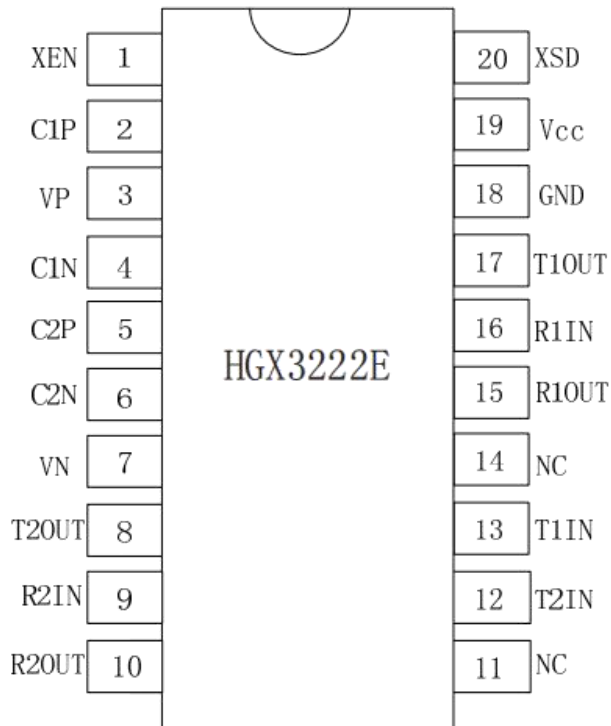 XEN 1 20 XSD
C1P 2 19 Vcc
VP 3 18 GND
C1N 4 17 T1OUT
C2P 5 16 R1IN
HGX3222E
C2N 6 15 R1OUT
VN 7 14 NC
T2OUT 8 13 T1IN
R2IN 9 12 T2IN
R2OUT 10 11 NC